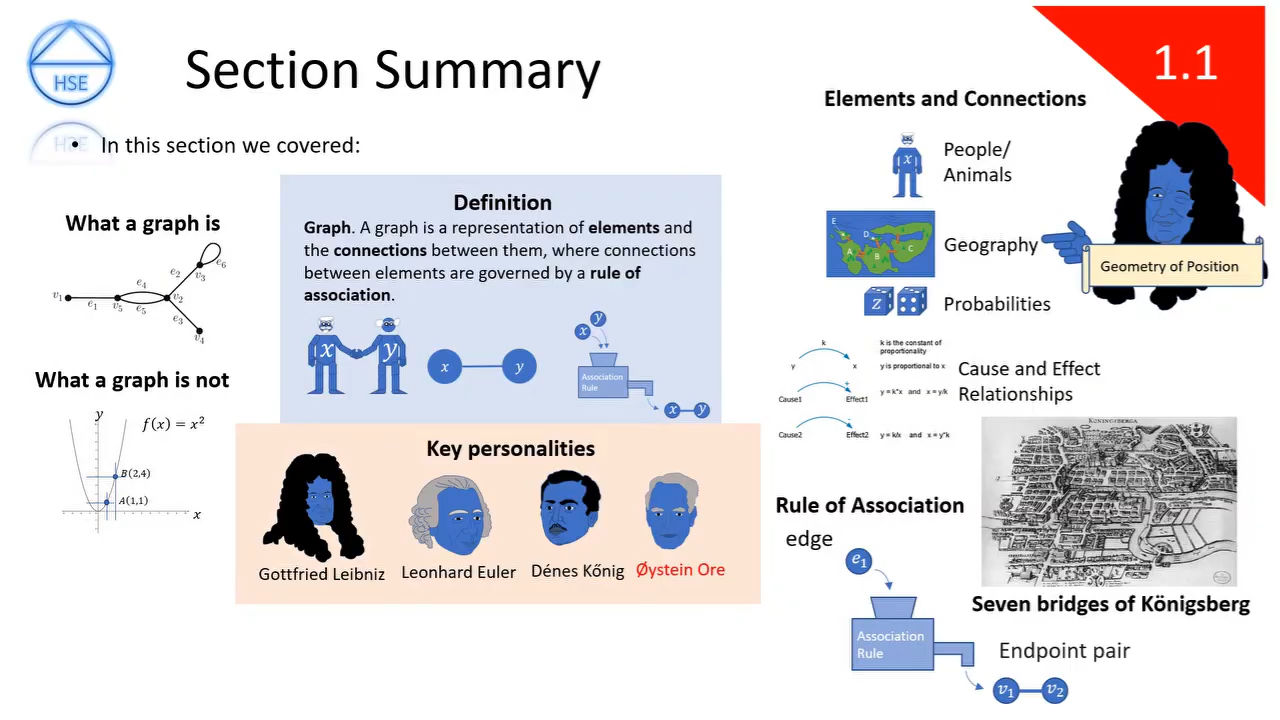 HSE
Section Summary
1.1
• In this section we covered:
What a graph is
v₁
e₁
v₅
e₄
e₅
v₂
e₂
v₃
e₆
e₃
v₄
What a graph is not
y
f(x) = x²
B(2,4)
A(1,1)
x
Definition
Graph. A graph is a representation of elements and
the connections between them, where connections
between elements are governed by a rule of
association.
x
y
x
y
x
y
Association
Rule
x
y
Key personalities
Gottfried Leibniz
Leonhard Euler
Dénes Kőnig
Øystein Ore
Elements and Connections
x
People/
Animals
E
D
A
B
C
Geography
Geometry of Position
Z
Probabilities
k
y
x
k is the constant of
proportionality
y is proportional to x
Cause1
+
Effect1
y = k*x and x = y/k
Cause2
-
Effect2
y = k/x and x = y*k
Cause and Effect
Relationships
KONINGSBERGA
Seven bridges of Königsberg
Rule of Association
edge
e₁
Association
Rule
Endpoint pair
v₁
v₂